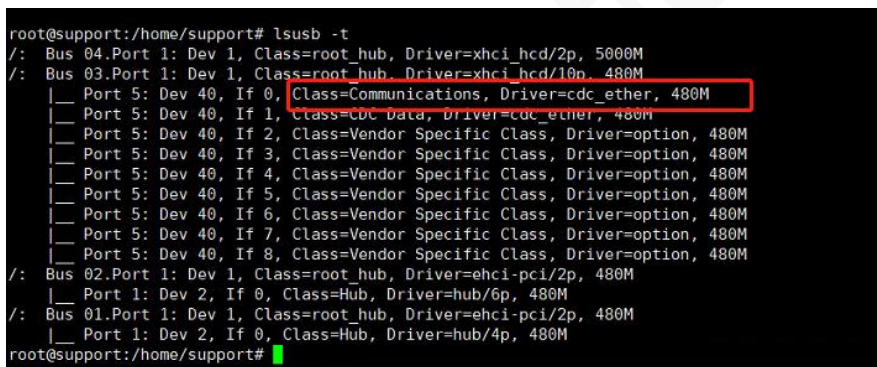 root@support:/home/support# lsusb -t
/:  Bus 04.Port 1: Dev 1, Class=root_hub, Driver=xhci_hcd/2p, 5000M
/:  Bus 03.Port 1: Dev 1, Class=root_hub, Driver=xhci_hcd/10p, 480M
    |__ Port 5: Dev 40, If 0, Class=Communications, Driver=cdc_ether, 480M
    |__ Port 5: Dev 40, If 1, Class=CDC Data, Driver=cdc_ether, 480M
    |__ Port 5: Dev 40, If 2, Class=Vendor Specific Class, Driver=option, 480M
    |__ Port 5: Dev 40, If 3, Class=Vendor Specific Class, Driver=option, 480M
    |__ Port 5: Dev 40, If 4, Class=Vendor Specific Class, Driver=option, 480M
    |__ Port 5: Dev 40, If 5, Class=Vendor Specific Class, Driver=option, 480M
    |__ Port 5: Dev 40, If 6, Class=Vendor Specific Class, Driver=option, 480M
    |__ Port 5: Dev 40, If 7, Class=Vendor Specific Class, Driver=option, 480M
    |__ Port 5: Dev 40, If 8, Class=Vendor Specific Class, Driver=option, 480M
/:  Bus 02.Port 1: Dev 1, Class=root_hub, Driver=ehci-pci/2p, 480M
    |__ Port 1: Dev 2, If 0, Class=Hub, Driver=hub/6p, 480M
/:  Bus 01.Port 1: Dev 1, Class=root_hub, Driver=ehci-pci/2p, 480M
    |__ Port 1: Dev 2, If 0, Class=Hub, Driver=hub/4p, 480M
root@support:/home/support#